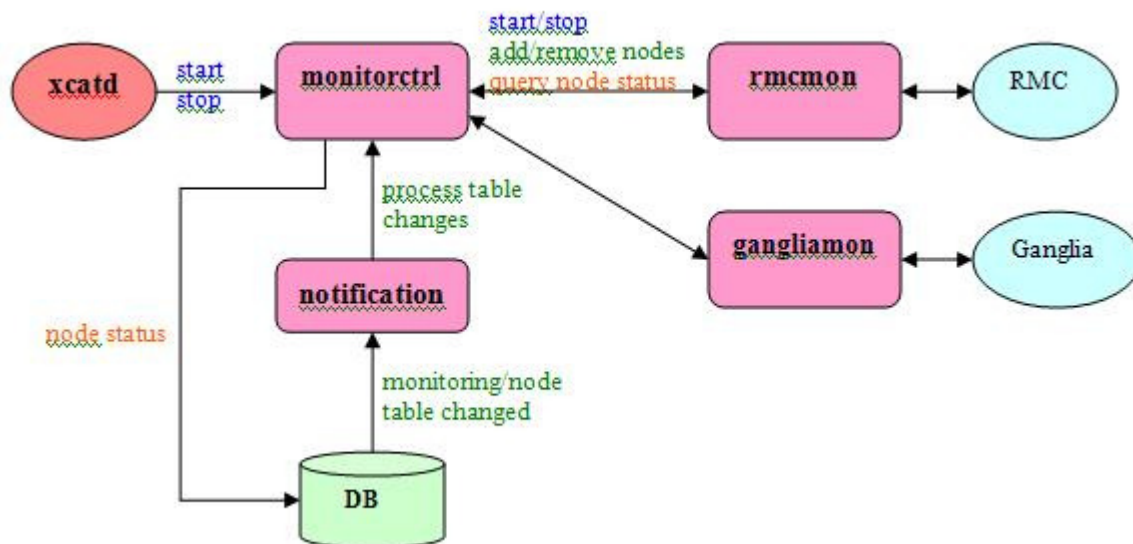 xcatd
start
stop
monitorctrl
start/stop
add/remove nodes
query node status
rmcmon
RMC
process table
changes
gangliamon
Ganglia
notification
node status
monitoring/node
table changed
DB